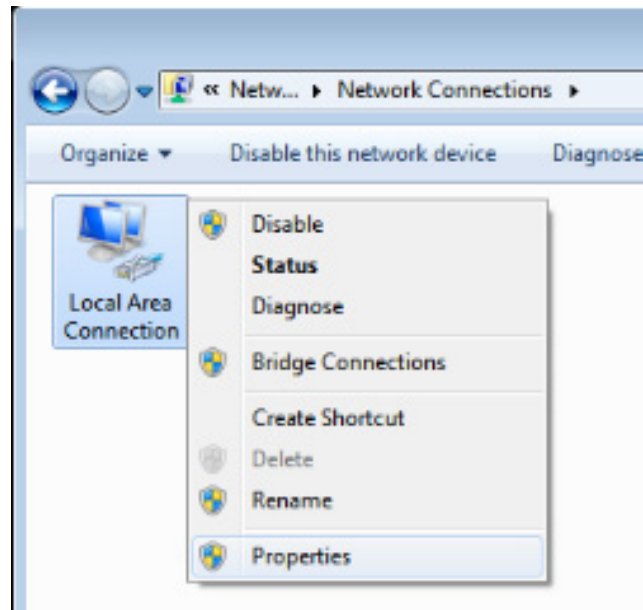 « Netw... ▸ Network Connections ▸
Organize ▾ Disable this network device Diagnose
Local Area
Connection
Disable
Status
Diagnose
Bridge Connections
Create Shortcut
Delete
Rename
Properties